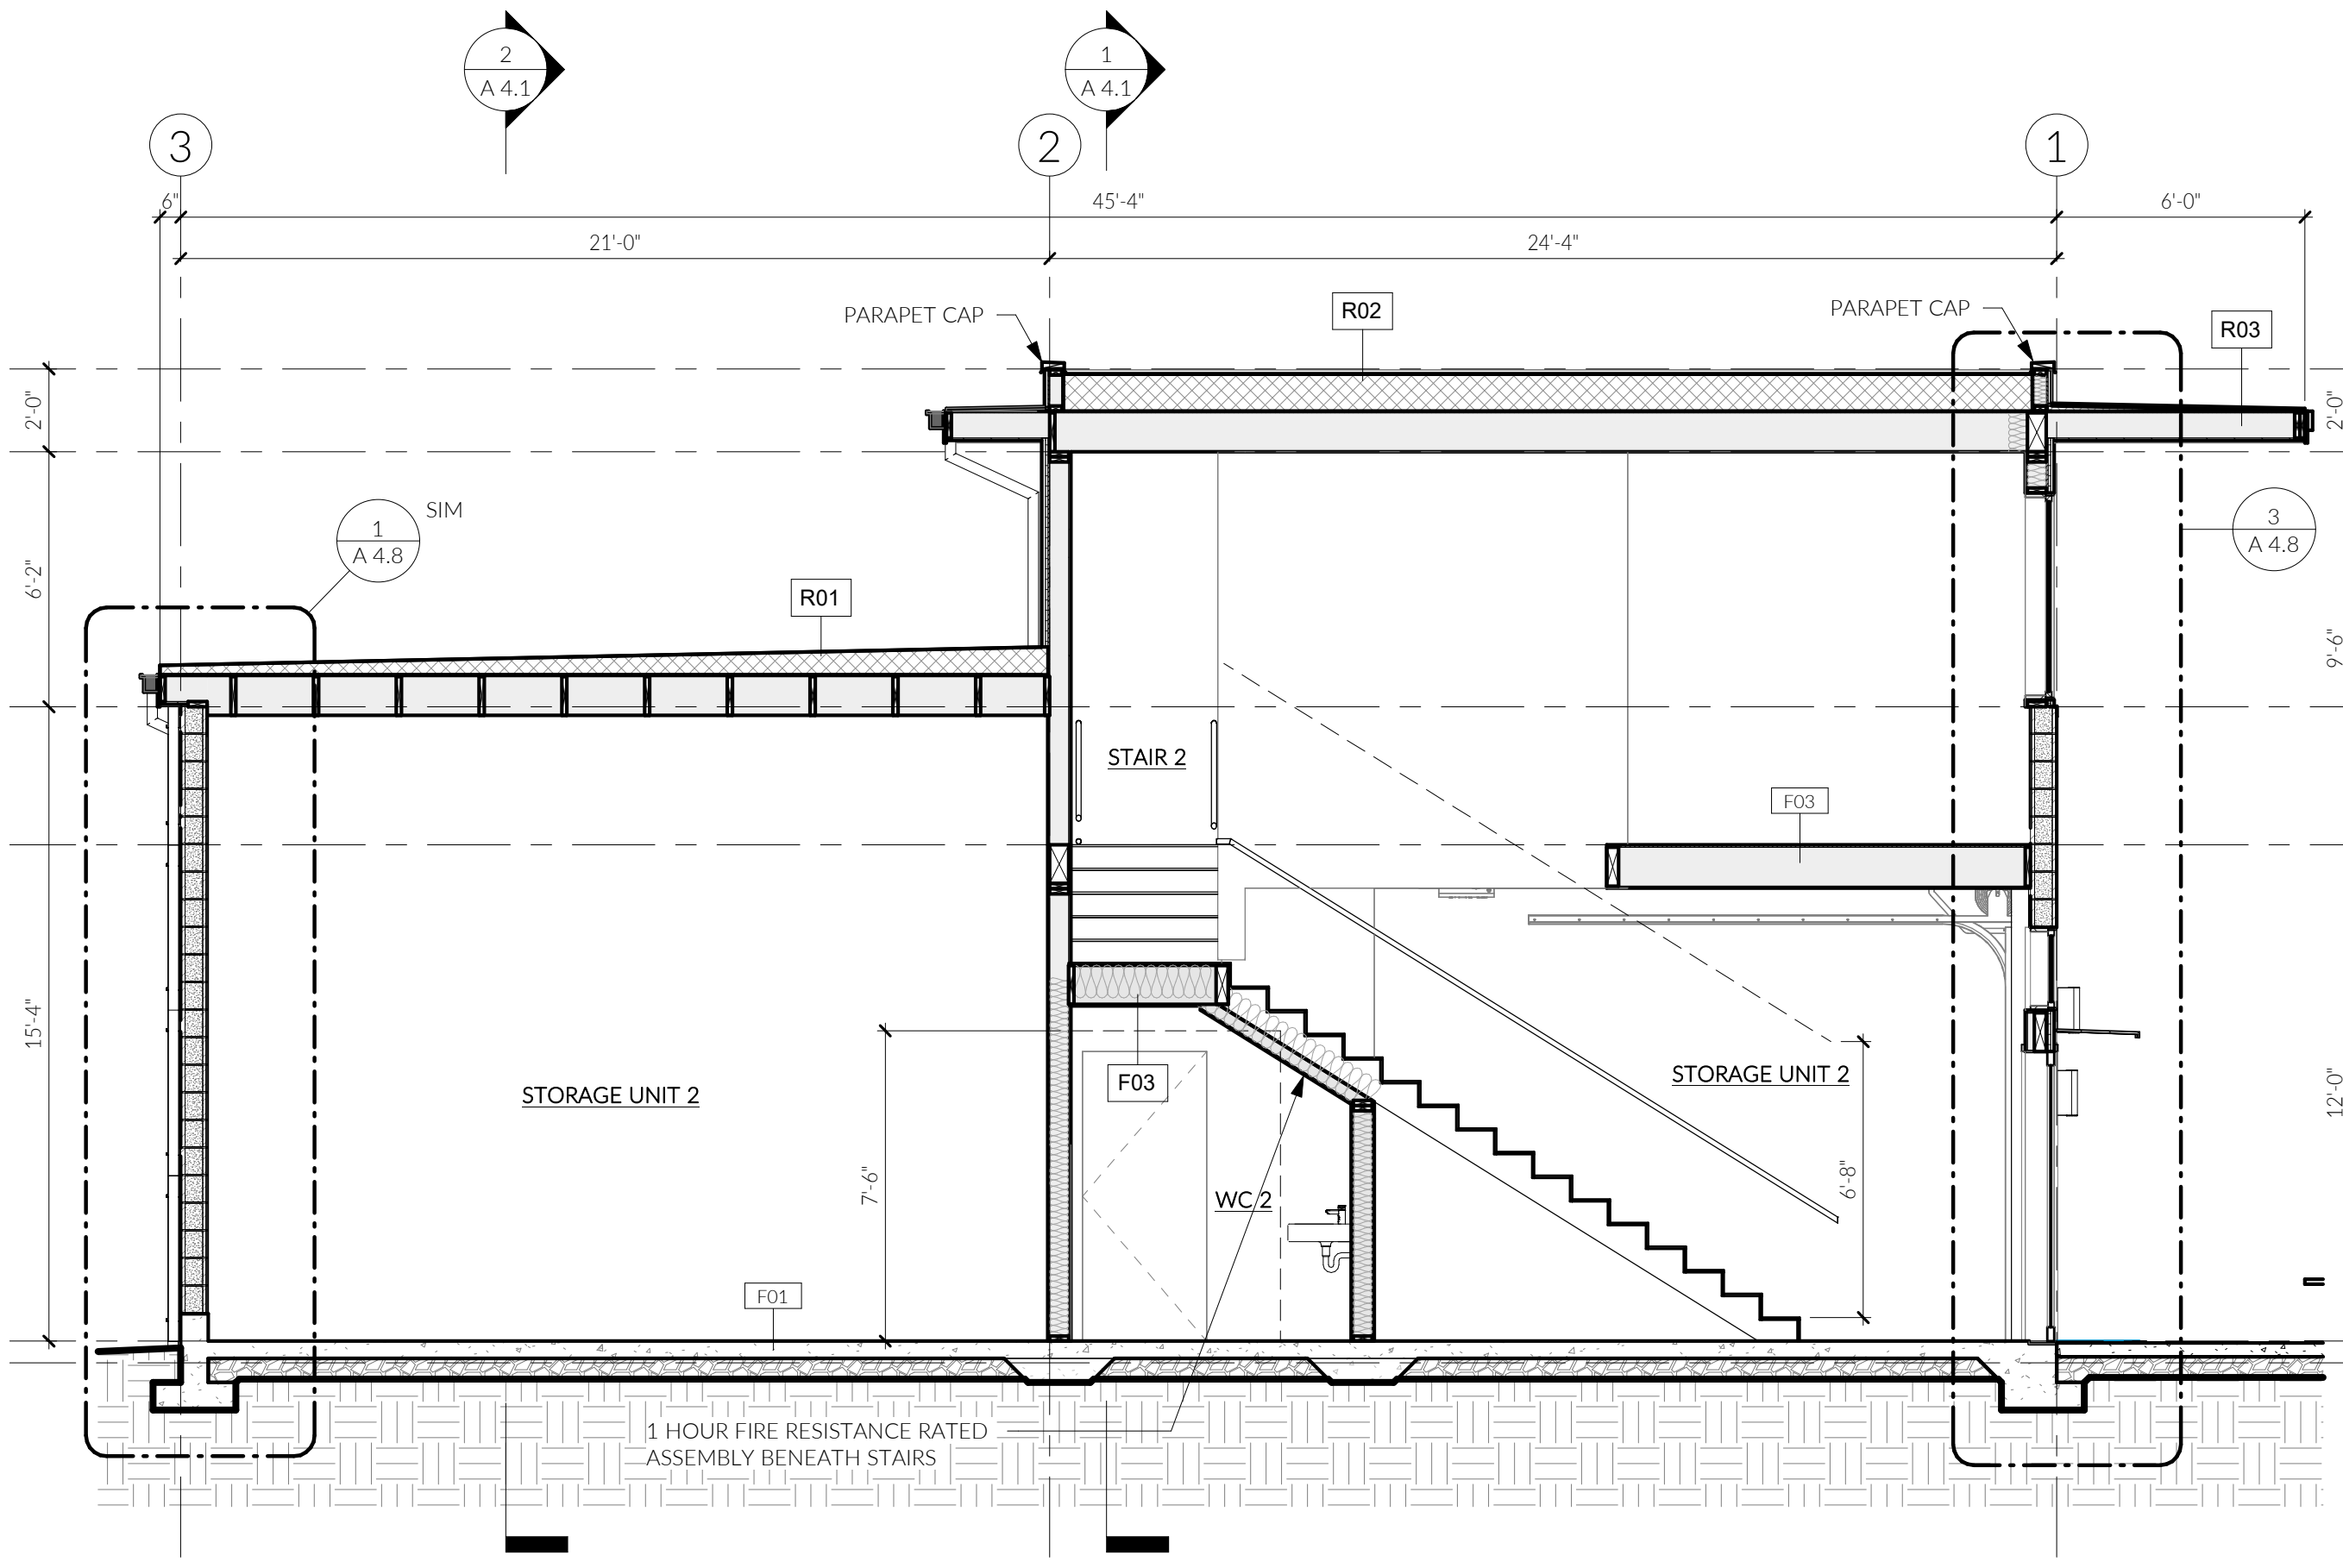 2
A 4.1
1
A 4.1
3
2
1
6"
45'-4"
6'-0"
21'-0"
24'-4"
PARAPET CAP
R02
PARAPET CAP
R03
2'-0"
2'-0"
1
A 4.8
SIM
3
A 4.8
6'-2"
R01
9'-6"
STAIR 2
F03
15'-4"
STORAGE UNIT 2
F03
STORAGE UNIT 2
12'-0"
7'-6"
WC 2
6'-8"
F01
1 HOUR FIRE RESISTANCE RATED
ASSEMBLY BENEATH STAIRS